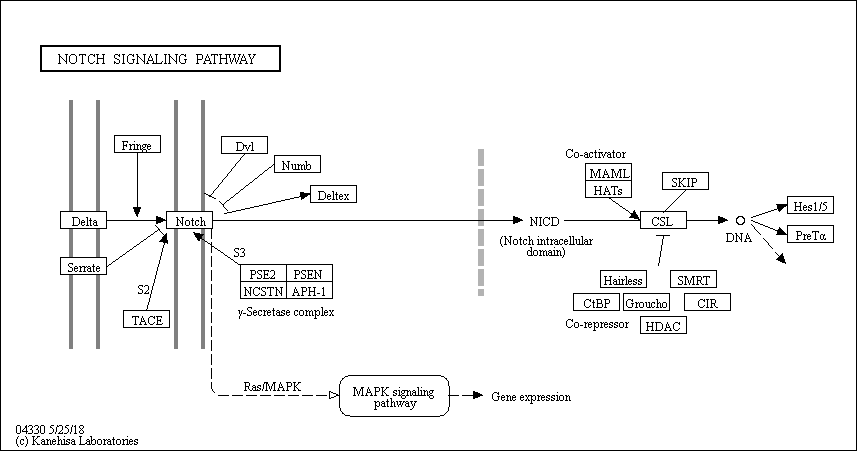 NOTCH SIGNALING PATHWAY
Fringe
Dvl
Numb
Deltex
Delta
Notch
Serrate
S2
TACE
S3
PSE2 PSEN
NCSTN APH-1
γ-Secretase complex
NICD
(Notch intracellular
domain)
Co-activator
MAML
HATs
SKIP
CSL
DNA
Hes1/5
PreTα
Hairless
SMRT
CtBP
Groucho
CIR
Co-repressor
HDAC
Ras/MAPK
MAPK signaling
pathway
Gene expression
04330 5/25/18
(c) Kanehisa Laboratories